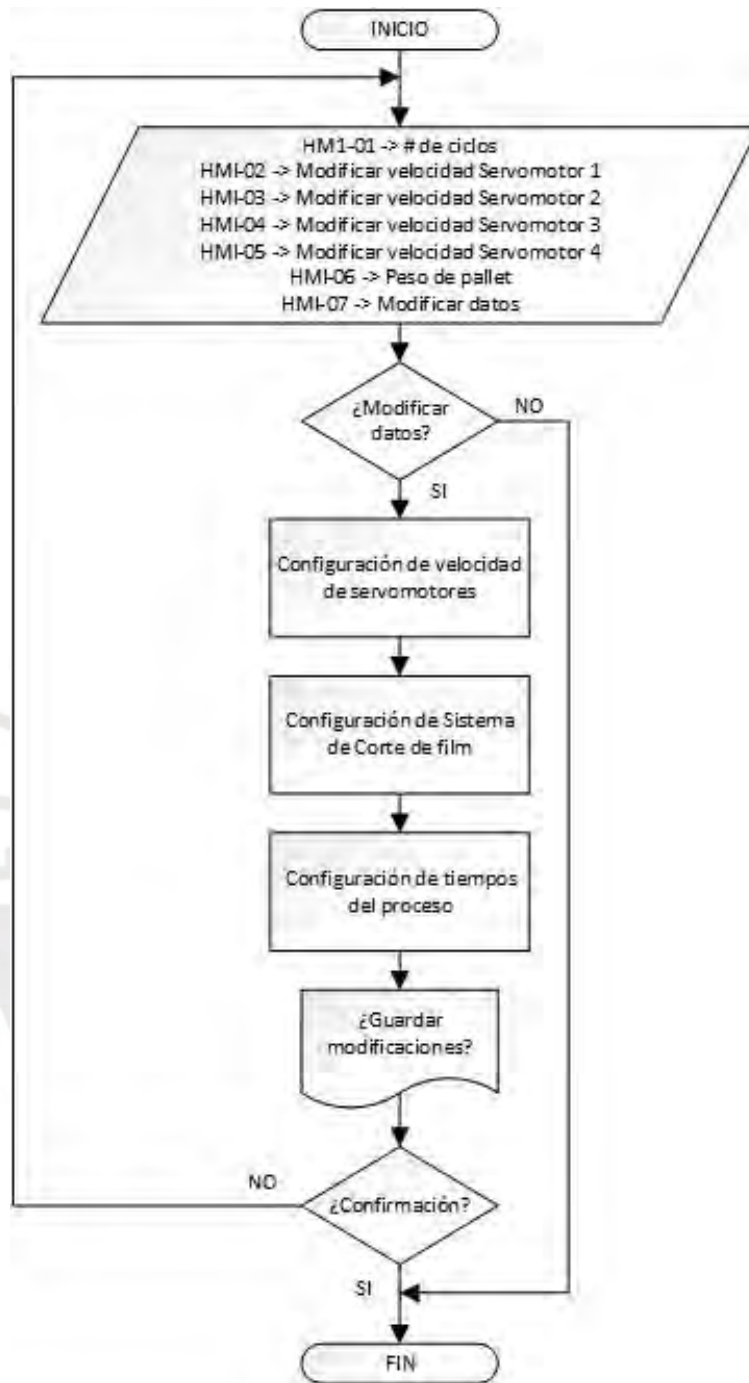 INICIO
HM1-01 -> # de ciclos
HMI-02 -> Modificar velocidad Servomotor 1
HMI-03 -> Modificar velocidad Servomotor 2
HMI-04 -> Modificar velocidad Servomotor 3
HMI-05 -> Modificar velocidad Servomotor 4
HMI-06 -> Peso de pallet
HMI-07 -> Modificar datos
¿Modificar
datos?
NO
SI
Configuración de velocidad
de servomotores
Configuración de Sistema
de Corte de film
Configuración de tiempos
del proceso
¿Guardar
modificaciones?
NO
¿Confirmación?
SI
FIN